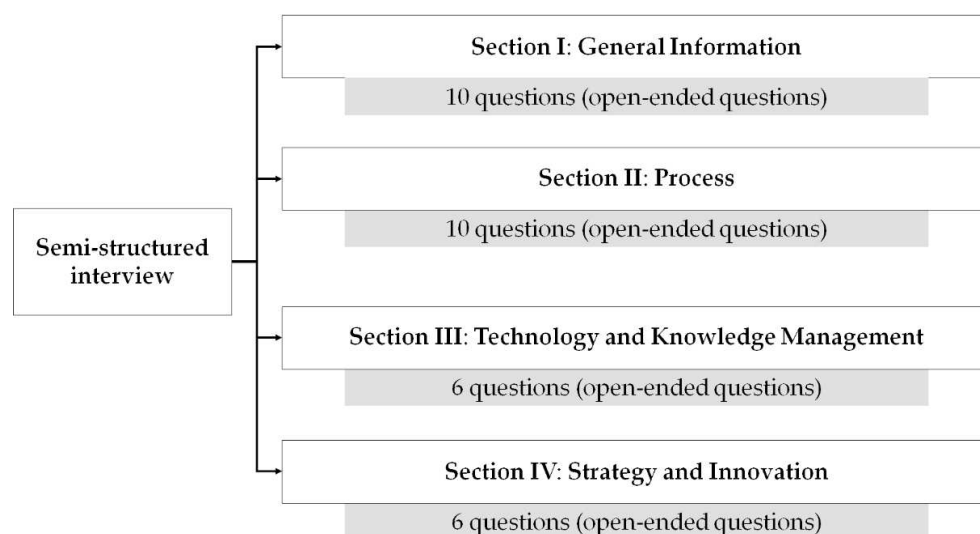 Section I: General Information
10 questions (open-ended questions)
Section II: Process
10 questions (open-ended questions)
Semi-structured
interview
Section III: Technology and Knowledge Management
6 questions (open-ended questions)
Section IV: Strategy and Innovation
6 questions (open-ended questions)